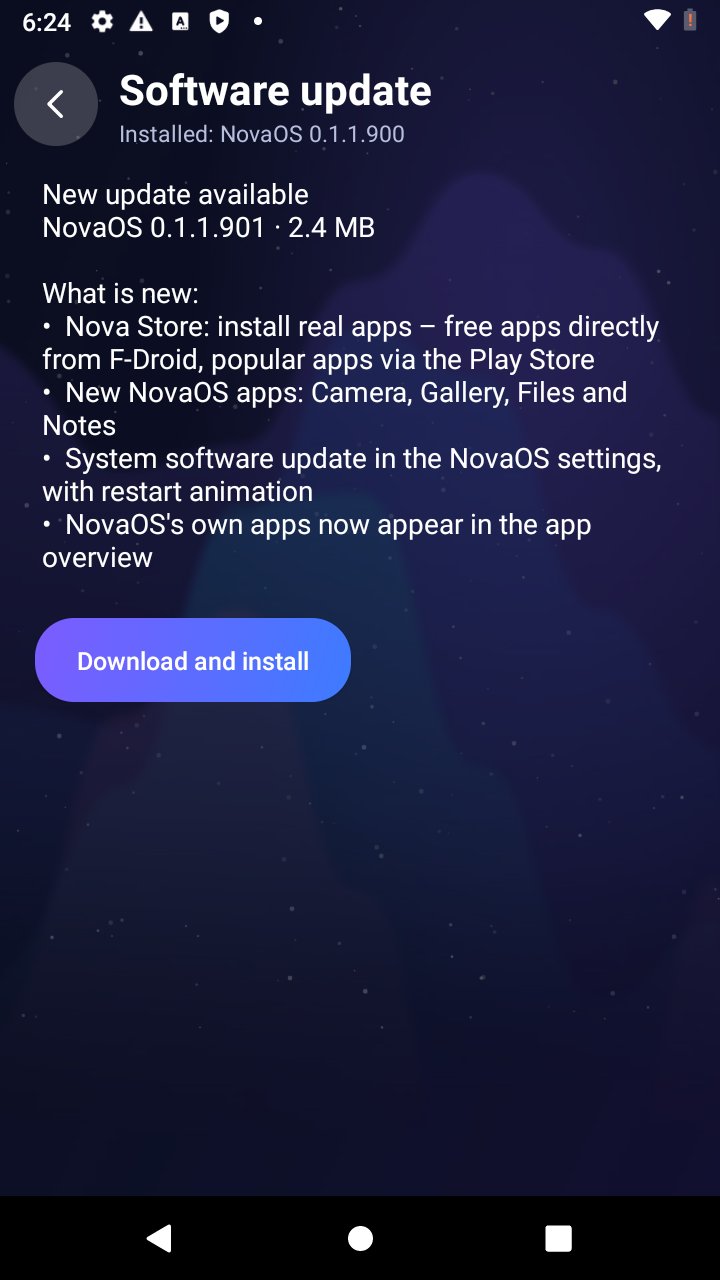 6:24
Software update
Installed: NovaOS 0.1.1.900
New update available
NovaOS 0.1.1.901 · 2.4 MB
What is new:
• Nova Store: install real apps – free apps directly
from F-Droid, popular apps via the Play Store
• New NovaOS apps: Camera, Gallery, Files and
Notes
• System software update in the NovaOS settings,
with restart animation
• NovaOS's own apps now appear in the app
overview
Download and install